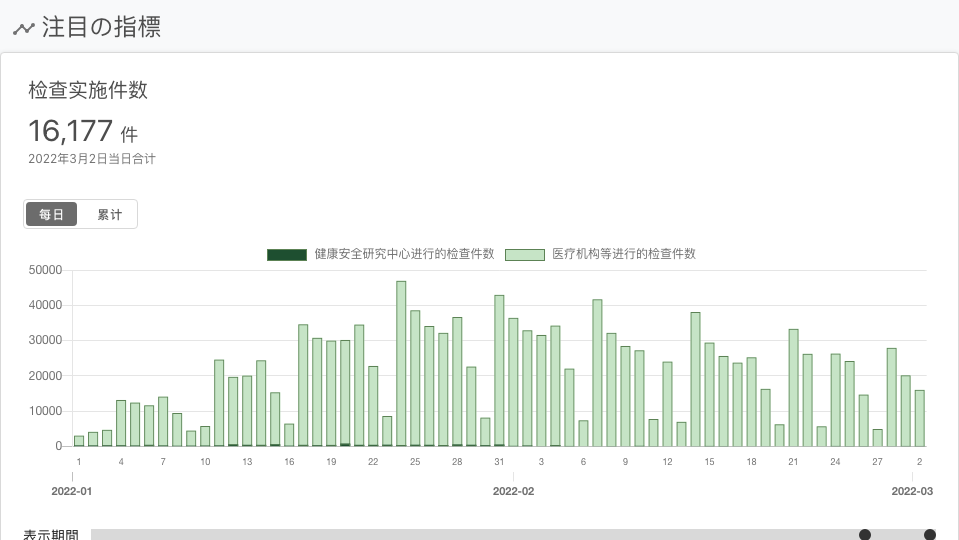 注目の指標
检查实施件数
16,177 件
2022年3月2日当日合计
每日 累计
健康安全研究中心进行的检查件数 医疗机构等进行的检查件数
50000
40000
30000
20000
10000
0
1 4 7 10 13 16 19 22 25 28 31 3 6 9 12 15 18 21 24 27 2
2022-01 2022-02 2022-03
表示期間